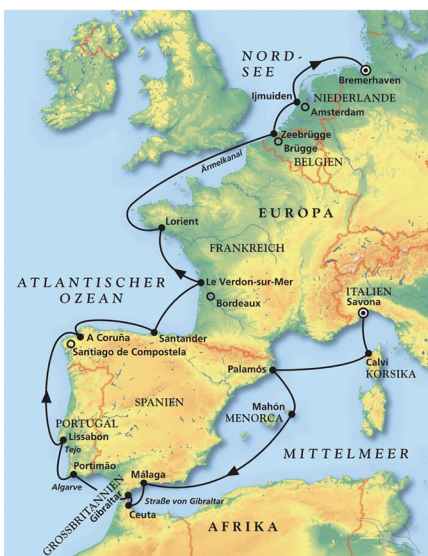 NORD-
SEE
Bremerhaven
Ijmuiden
NIEDERLANDE
Amsterdam
Zeebrügge
Brügge
BELGIEN
Ärmelkanal
Lorient
EUROPA
FRANKREICH
ATLANTISCHER
OZEAN
Le Verdon-sur-Mer
Bordeaux
ITALIEN
Savona
A Coruña
Santander
Santiago de Compostela
Calvi
KORSIKA
Palamós
SPANIEN
Mahón
MENORCA
PORTUGAL
Lissabon
Tejo
MITTELMEER
Portimão
Algarve
Málaga
GROSSBRITANNIEN
Gibraltar
Straße von Gibraltar
Ceuta
AFRIKA